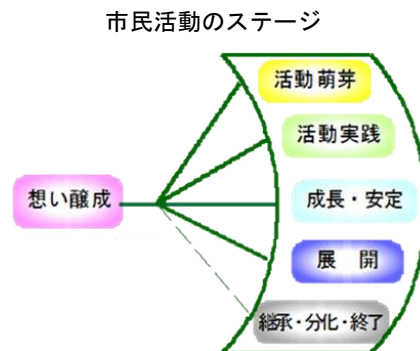 市民活動のステージ
活動萌芽
活動実践
想い醸成
成長・安定
展　開
継承・分化・終了